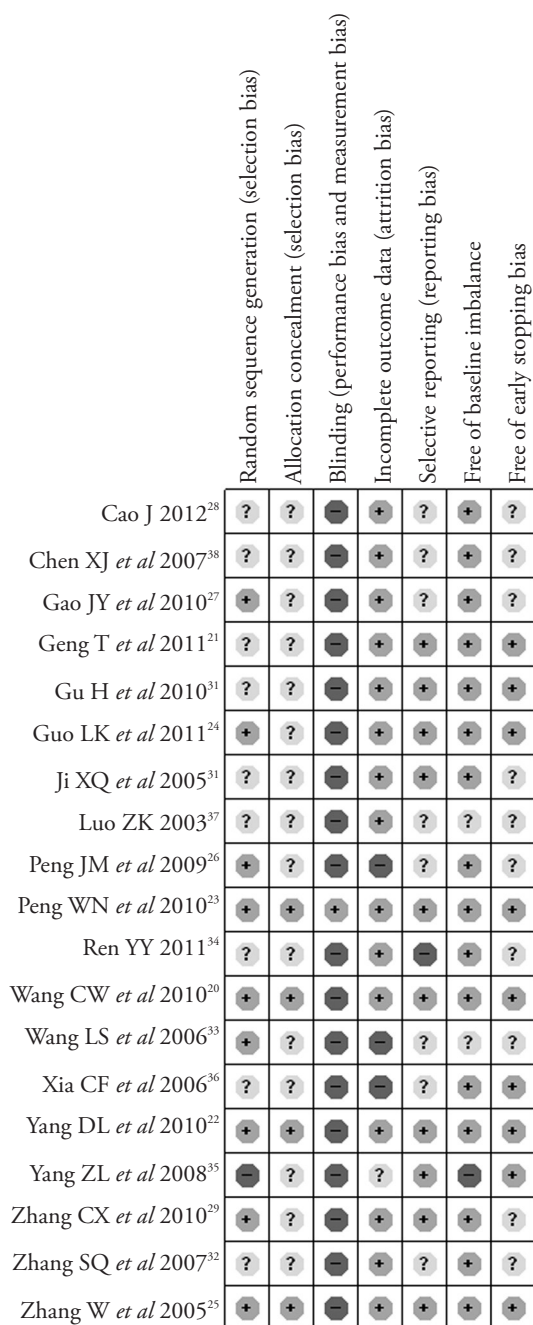 Random sequence generation (selection bias)
Allocation concealment (selection bias)
Blinding (performance bias and measurement bias)
Incomplete outcome data (attrition bias)
Selective reporting (reporting bias)
Free of baseline imbalance
Free of early stopping bias
Cao J 2012²⁸ ? ? − + ? + ?
Chen XJ et al 2007³⁸ ? ? − + ? + ?
Gao JY et al 2010²⁷ + ? − + ? + ?
Geng T et al 2011²¹ ? ? − + + + +
Gu H et al 2010³¹ ? ? − + + + +
Guo LK et al 2011²⁴ + ? − + + + +
Ji XQ et al 2005³¹ ? ? − + + + ?
Luo ZK 2003³⁷ ? ? − + ? ? ?
Peng JM et al 2009²⁶ + ? − − ? + ?
Peng WN et al 2010²³ + + + + + + +
Ren YY 2011³⁴ ? ? − + − + ?
Wang CW et al 2010²⁰ + + − + + + +
Wang LS et al 2006³³ + ? − − ? ? ?
Xia CF et al 2006³⁶ ? ? − − ? + +
Yang DL et al 2010²² + + − + + + +
Yang ZL et al 2008³⁵ − ? − ? + − +
Zhang CX et al 2010²⁹ + ? − + + + ?
Zhang SQ et al 2007³² ? ? − + ? + ?
Zhang W et al 2005²⁵ + + − + + + +